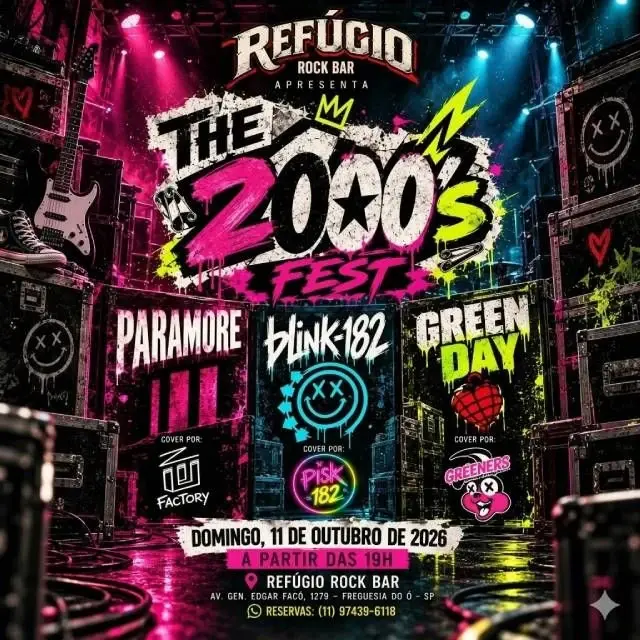 REFÚGIO
ROCK BAR
APRESENTA
THE
2000's
FEST
PARAMORE
blink-182
GREEN
DAY
COVER POR:
COVER POR:
COVER POR:
FACTORY
PISK
182
GREENERS
DOMINGO, 11 DE OUTUBRO DE 2026
A PARTIR DAS 19H
REFÚGIO ROCK BAR
AV. GEN. EDGAR FACÓ, 1279 – FREGUESIA DO Ó - SP
RESERVAS: (11) 97439-6118